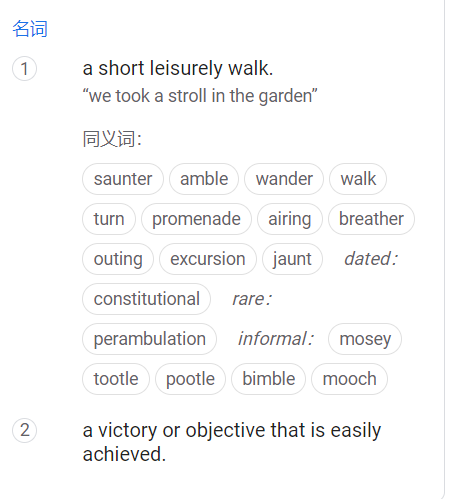 名词
1 a short leisurely walk.
“we took a stroll in the garden”
同义词：
saunter amble wander walk
turn promenade airing breather
outing excursion jaunt dated:
constitutional rare:
perambulation informal: mosey
tootle pootle bimble mooch
2 a victory or objective that is easily
achieved.